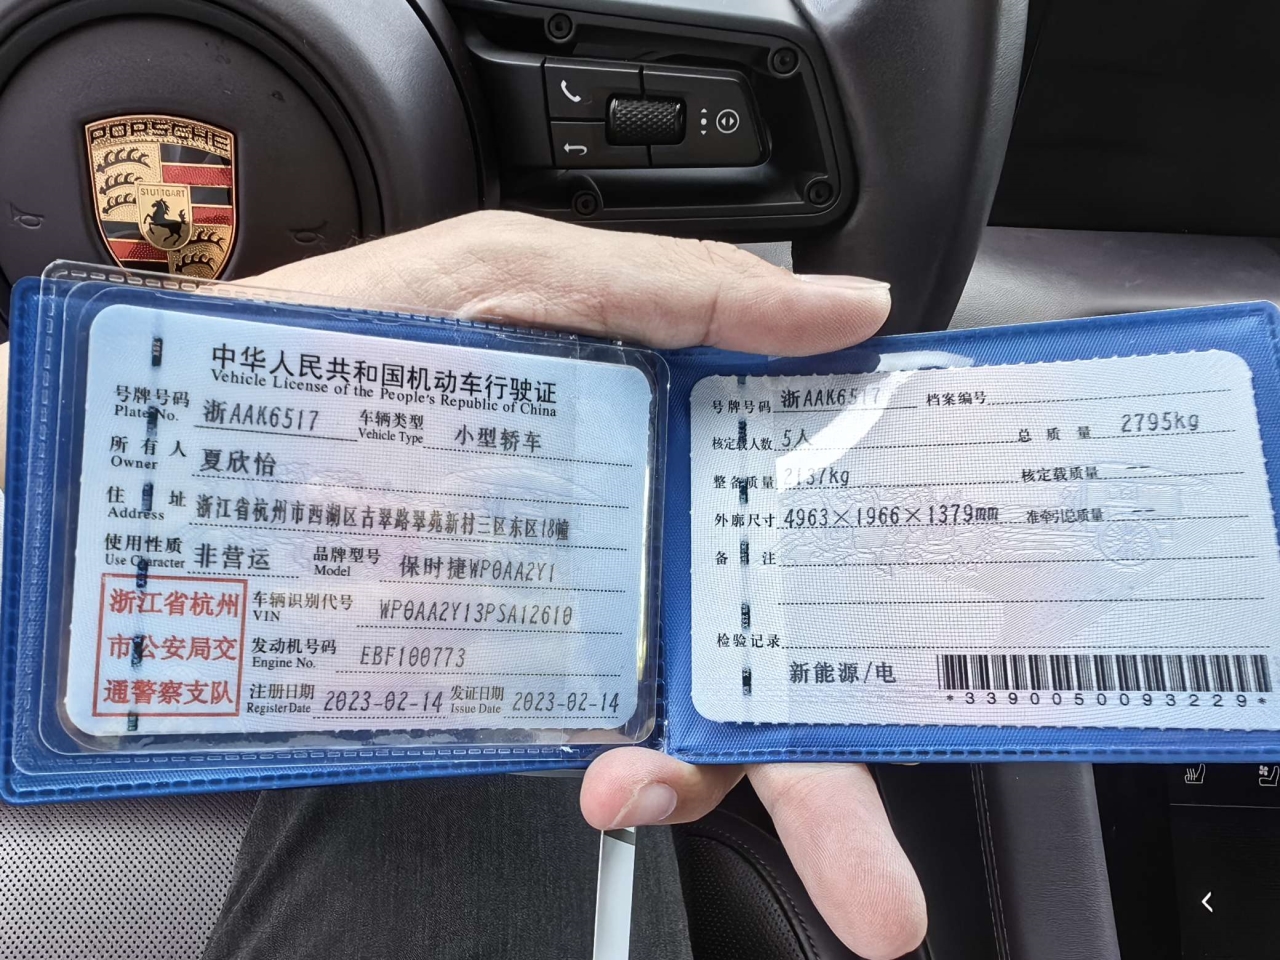 PORSCHE
STUTTGART
中华人民共和国机动车行驶证
Vehicle License of the People's Republic of China
号牌号码 浙AAK6517 车辆类型 小型轿车
Plate No. Vehicle Type
所有人 夏欣怡
Owner
住址 浙江省杭州市西湖区古翠路翠苑新村三区东区18幢
Address
使用性质 非营运 品牌型号 保时捷WP0AA2Y1
Use Character Model
浙江省杭州
市公安局交
通警察支队
车辆识别代号 WP0AA2Y13PSA12610
VIN
发动机号码 EBF100773
Engine No.
注册日期 2023-02-14 发证日期 2023-02-14
Register Date Issue Date
号牌号码 浙AAK6517 档案编号
核定载人数 5人 总质量 2795kg
整备质量 2137kg 核定载质量 --
外廓尺寸 4963×1966×1379mm 准牵引总质量 --
备注
检验记录
新能源/电
*3390050093229*